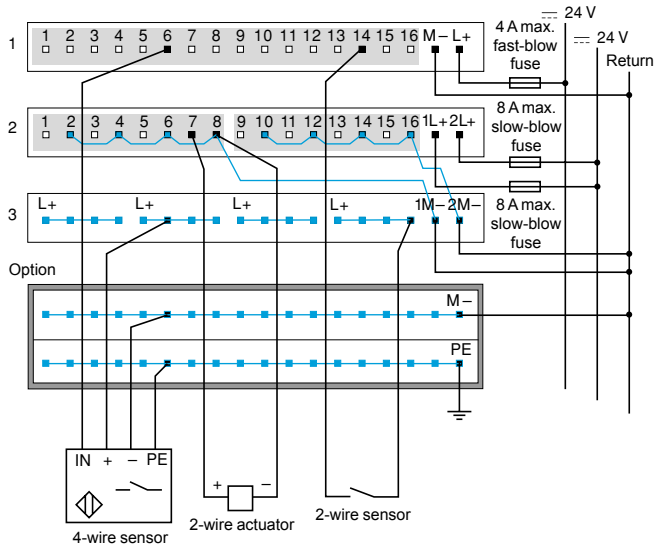 24 V
1 2 3 4 5 6 7 8 9 10 11 12 13 14 15 16 M– L+
4 A max.
fast-blow
fuse
24 V
Return
1
1 2 3 4 5 6 7 8 9 10 11 12 13 14 15 16 1L+ 2L+
8 A max.
slow-blow
fuse
2
L+ L+ L+ L+ 1M– 2M–
8 A max.
slow-blow
fuse
3
Option
M–
PE
IN + – PE
+ –
2-wire actuator
2-wire sensor
4-wire sensor